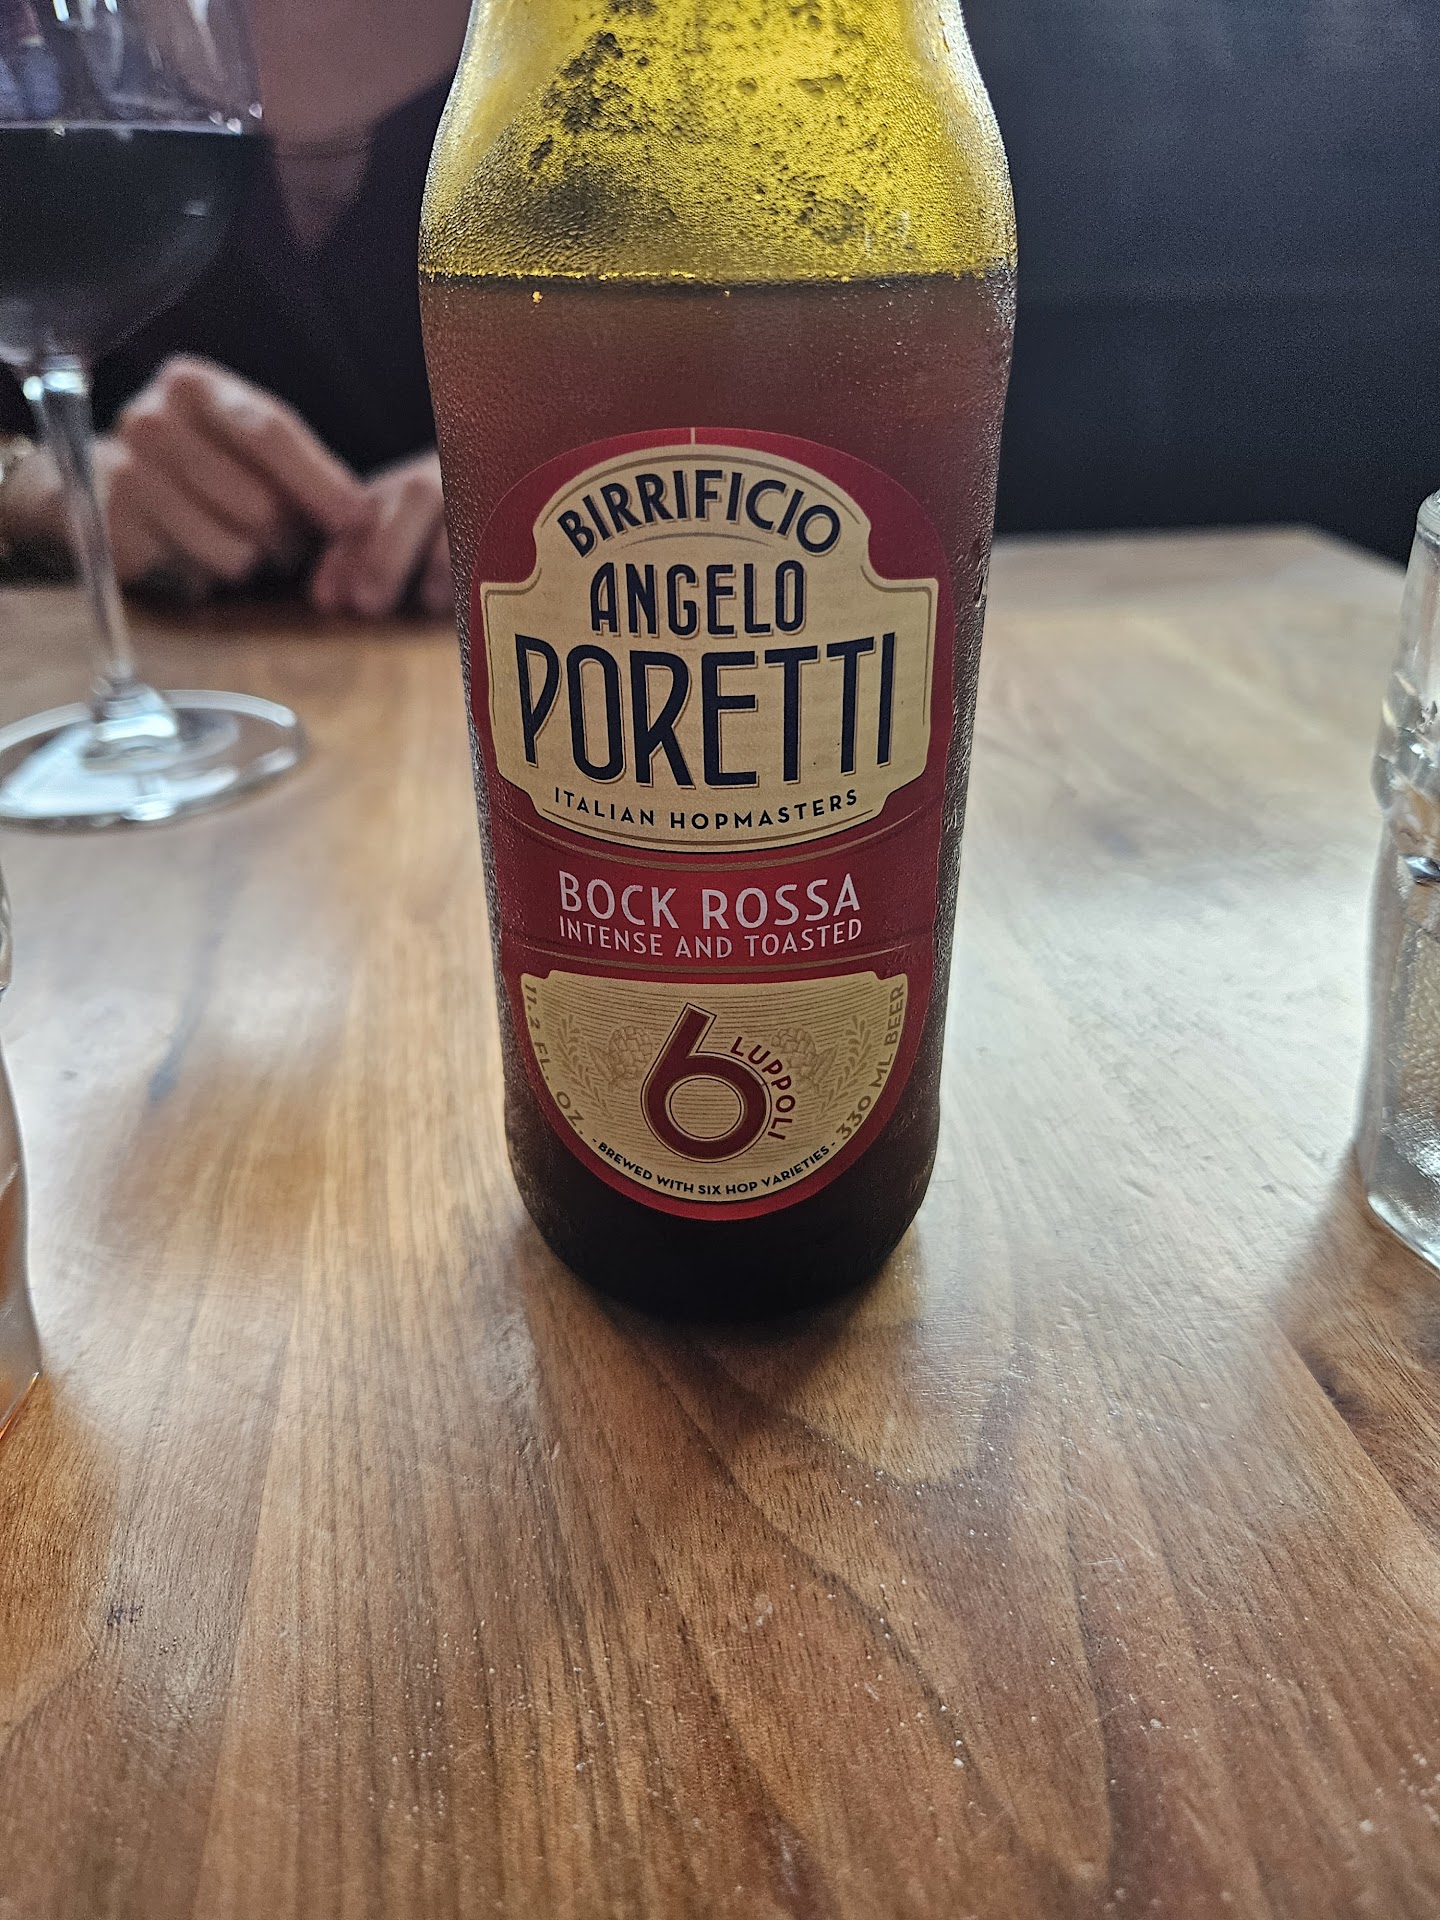 BIRRIFICIO
ANGELO
PORETTI
ITALIAN HOPMASTERS
BOCK ROSSA
INTENSE AND TOASTED
11.2 FL. OZ.
6
LUPPOLI
330 ML BEER
-BREWED WITH SIX HOP VARIETIES-